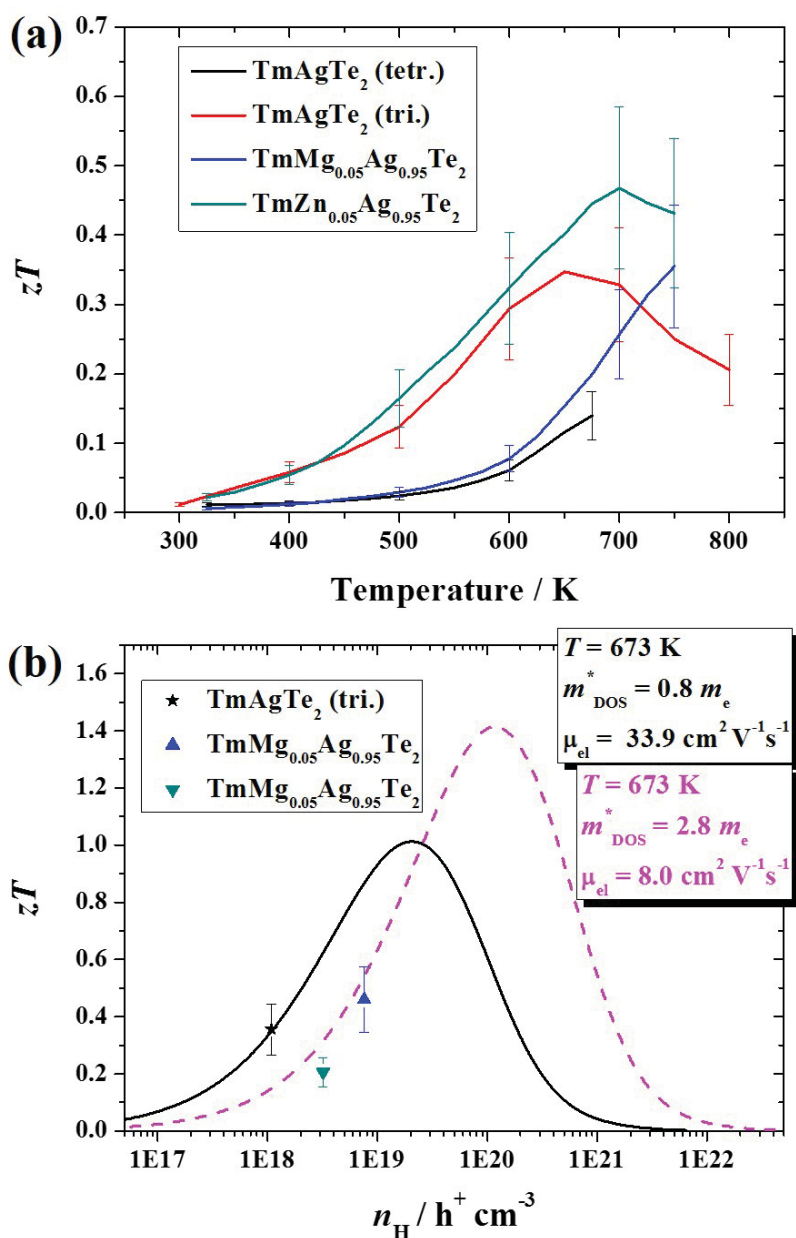 (a)
0.7
0.6
0.5
0.4
0.3
0.2
0.1
0.0
zT
TmAgTe₂ (tetr.)
TmAgTe₂ (tri.)
TmMg₀.₀₅Ag₀.₉₅Te₂
TmZn₀.₀₅Ag₀.₉₅Te₂
300 400 500 600 700 800
Temperature / K
(b)
1.6
1.4
1.2
1.0
0.8
0.6
0.4
0.2
0.0
zT
TmAgTe₂ (tri.)
TmMg₀.₀₅Ag₀.₉₅Te₂
TmMg₀.₀₅Ag₀.₉₅Te₂
T = 673 K
m*DOS = 0.8 mₑ
μel = 33.9 cm² V⁻¹s⁻¹
T = 673 K
m*DOS = 2.8 mₑ
μel = 8.0 cm² V⁻¹s⁻¹
1E17 1E18 1E19 1E20 1E21 1E22
nH / h⁺ cm⁻³